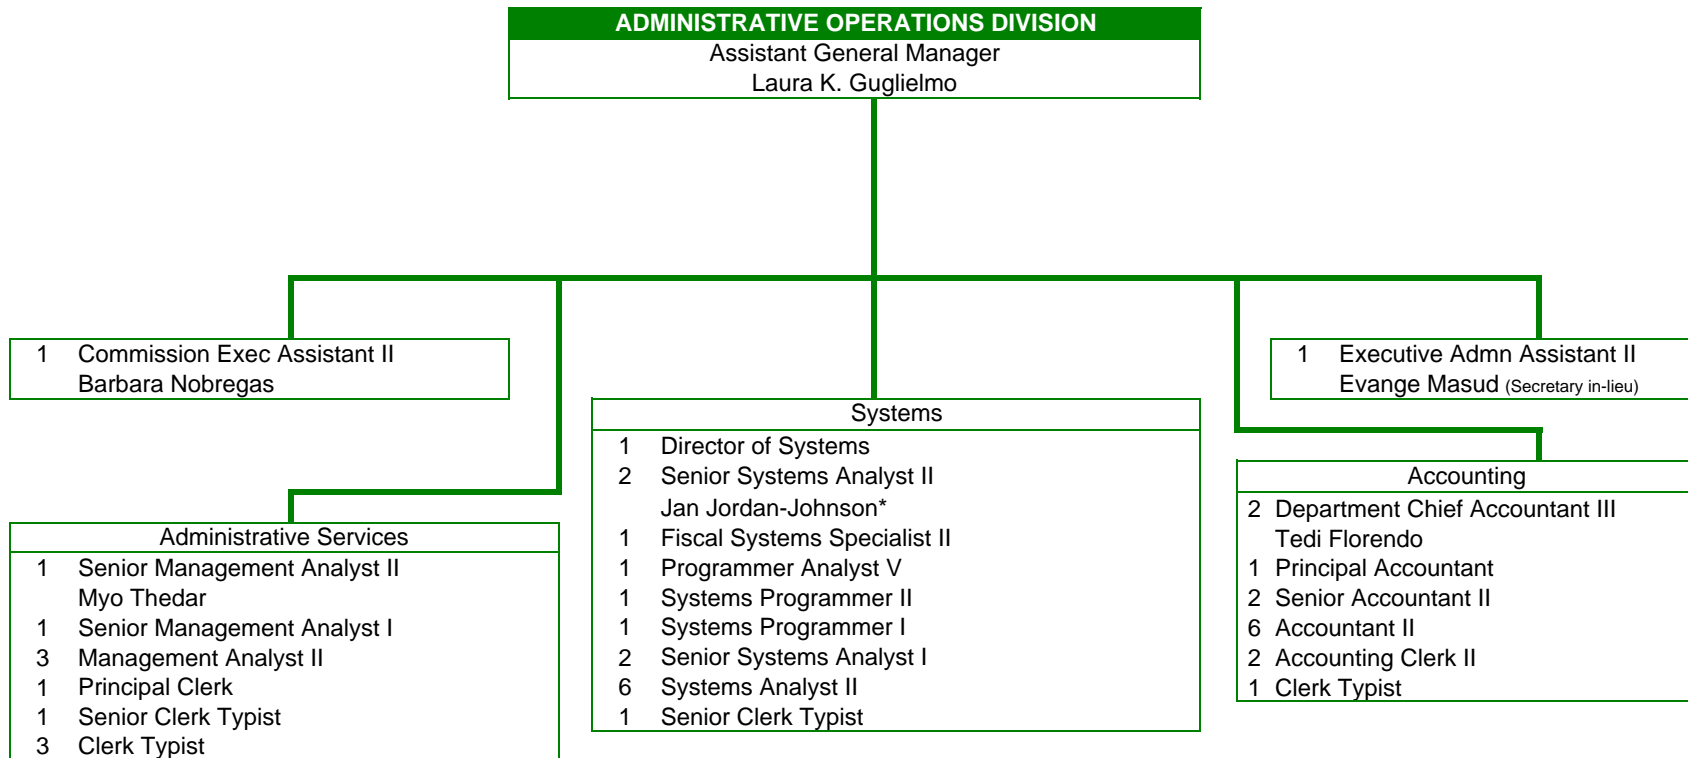 ADMINISTRATIVE OPERATIONS DIVISION
Assistant General Manager
Laura K. Guglielmo
1 Commission Exec Assistant II
Barbara Nobregas
1 Executive Admn Assistant II
Evange Masud (Secretary in-lieu)
Administrative Services
1 Senior Management Analyst II
Myo Thedar
1 Senior Management Analyst I
3 Management Analyst II
1 Principal Clerk
1 Senior Clerk Typist
3 Clerk Typist
Systems
1 Director of Systems
2 Senior Systems Analyst II
Jan Jordan-Johnson*
1 Fiscal Systems Specialist II
1 Programmer Analyst V
1 Systems Programmer II
1 Systems Programmer I
2 Senior Systems Analyst I
6 Systems Analyst II
1 Senior Clerk Typist
Accounting
2 Department Chief Accountant III
Tedi Florendo
1 Principal Accountant
2 Senior Accountant II
6 Accountant II
2 Accounting Clerk II
1 Clerk Typist